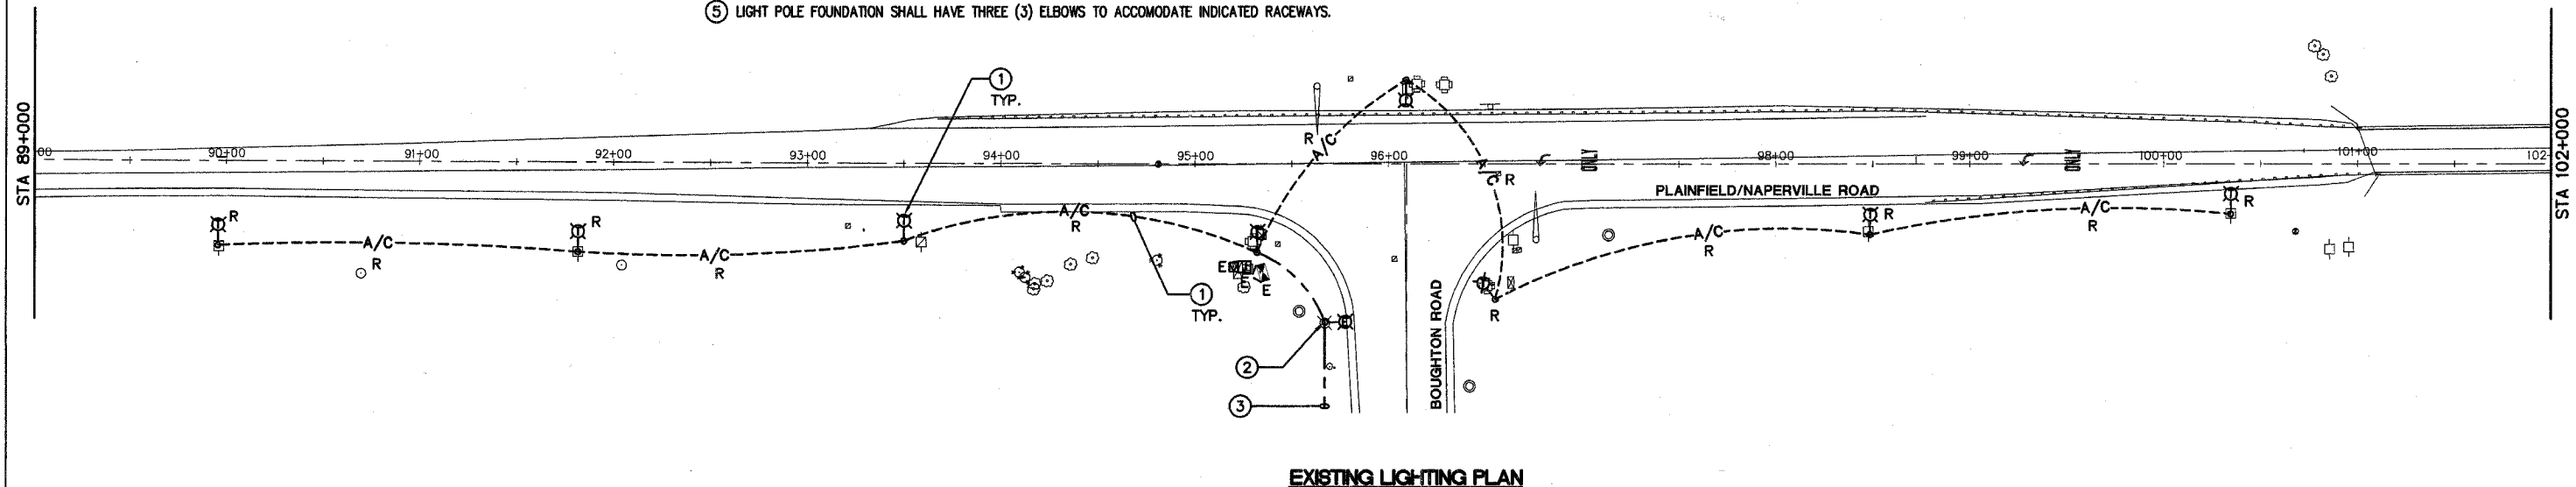 ⑤ LIGHT POLE FOUNDATION SHALL HAVE THREE (3) ELBOWS TO ACCOMODATE INDICATED RACEWAYS.
① TYP.
STA 89+000
STA 102+000
00 90+00 91+00 92+00 93+00 94+00 95+00 96+00 98+00 99+00 100+00 101+00 102-
R
A/C
ONLY
ONLY
R
PLAINFIELD/NAPERVILLE ROAD
R
R
R
R
A/C
R
A/C
R
A/C
R
A/C
R
A/C
R
E
E
E
R
① TYP.
②
③
BOUGHTON ROAD
EXISTING LIGHTING PLAN